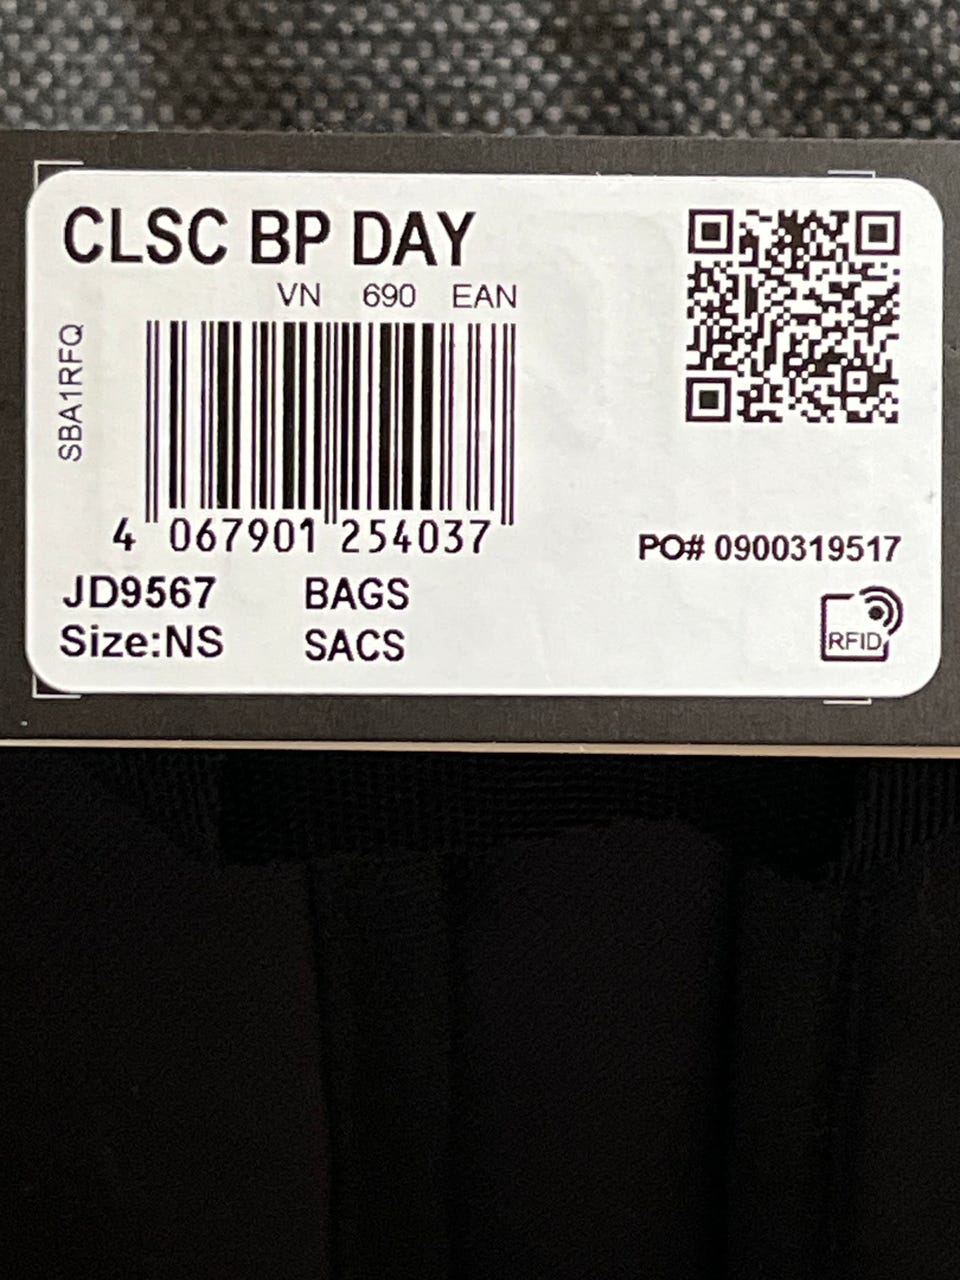 CLSC BP DAY
VN 690 EAN
SBA1RFQ
4 067901 254037
PO# 0900319517
JD9567 BAGS
Size:NS SACS
RFID